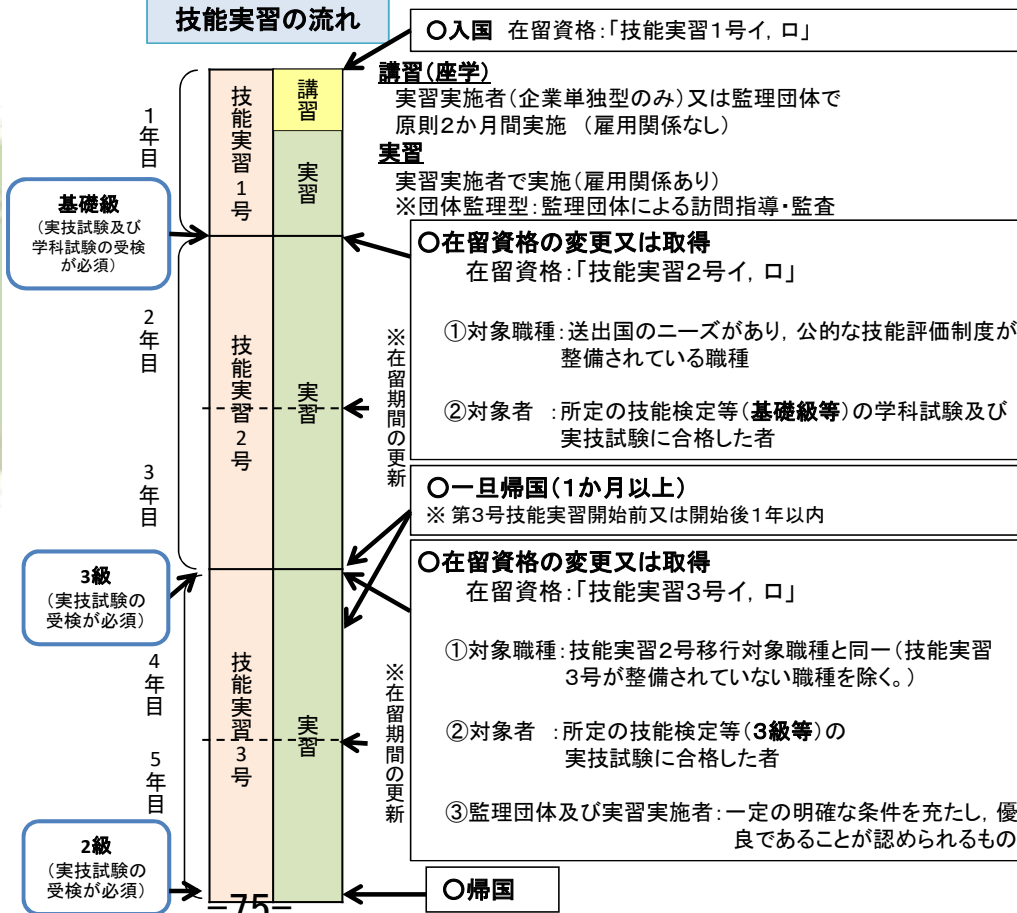 技能実習の流れ
○入国 在留資格:「技能実習1号イ, ロ」
講習(座学)
実習実施者(企業単独型のみ)又は監理団体で
原則2か月間実施 (雇用関係なし)
実習
実習実施者で実施(雇用関係あり)
※団体監理型:監理団体による訪問指導・監査
1年目
技能実習1号
講習
実習
基礎級
(実技試験及び
学科試験の受検
が必須)
○在留資格の変更又は取得
在留資格:「技能実習2号イ, ロ」
①対象職種:送出国のニーズがあり, 公的な技能評価制度が
整備されている職種
②対象者 :所定の技能検定等(基礎級等)の学科試験及び
実技試験に合格した者
2年目
3年目
技能実習2号
実習
※在留期間の更新
○一旦帰国(1か月以上)
※ 第3号技能実習開始前又は開始後1年以内
3級
(実技試験の
受検が必須)
○在留資格の変更又は取得
在留資格:「技能実習3号イ, ロ」
①対象職種:技能実習2号移行対象職種と同一(技能実習
3号が整備されていない職種を除く。)
②対象者 :所定の技能検定等(3級等)の
実技試験に合格した者
③監理団体及び実習実施者:一定の明確な条件を充たし, 優
良であることが認められるもの
4年目
5年目
技能実習3号
実習
※在留期間の更新
2級
(実技試験の
受検が必須)
○帰国
-75-